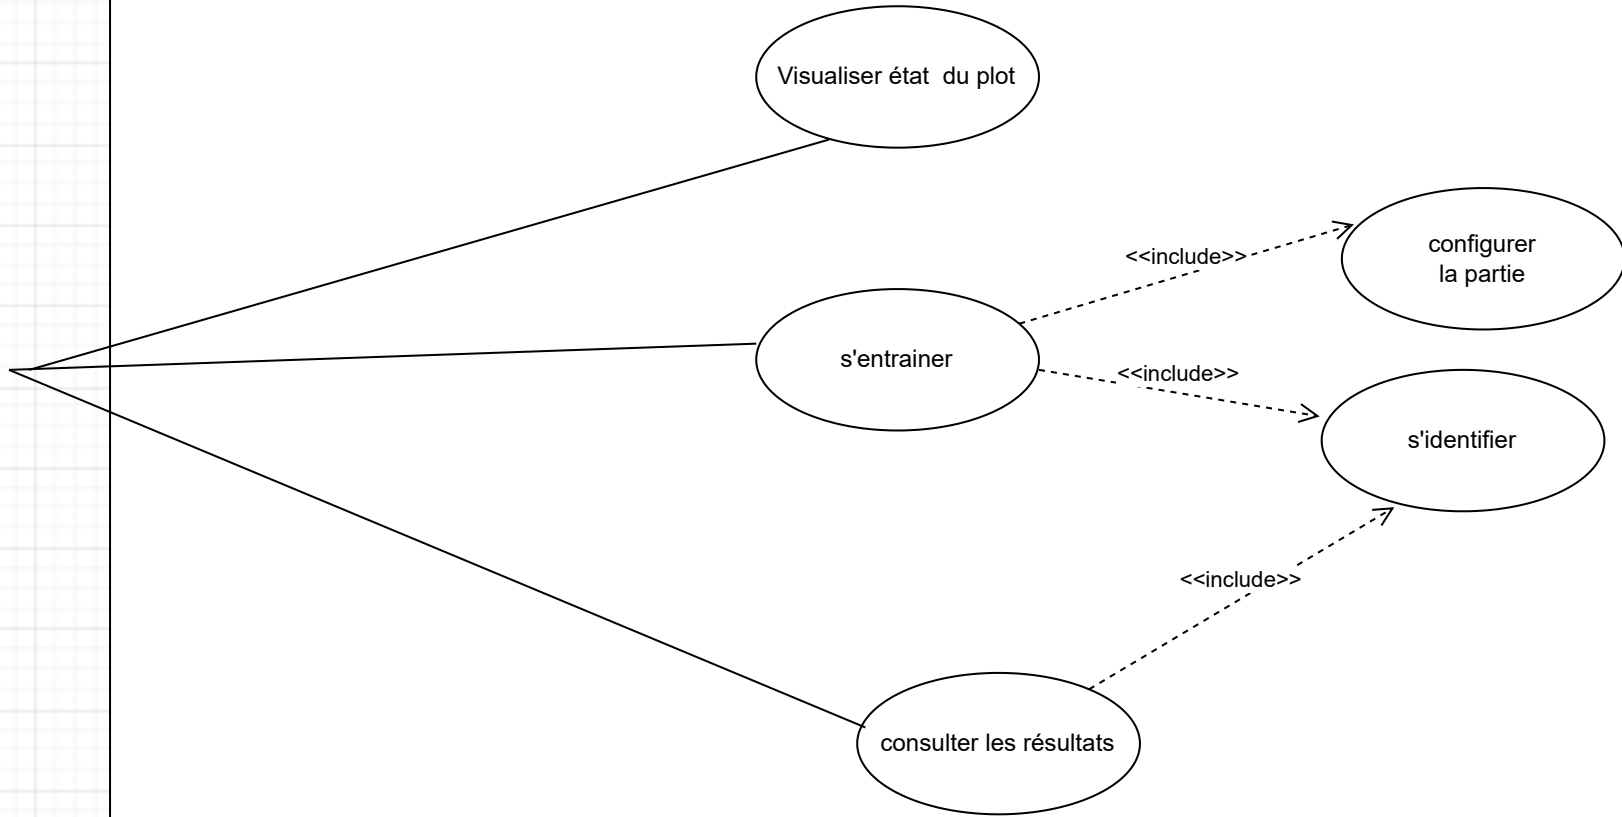 Visualiser état  du plot
<<include>>
configurer
la partie
s'entrainer
<<include>>
s'identifier
<<include>>
consulter les résultats